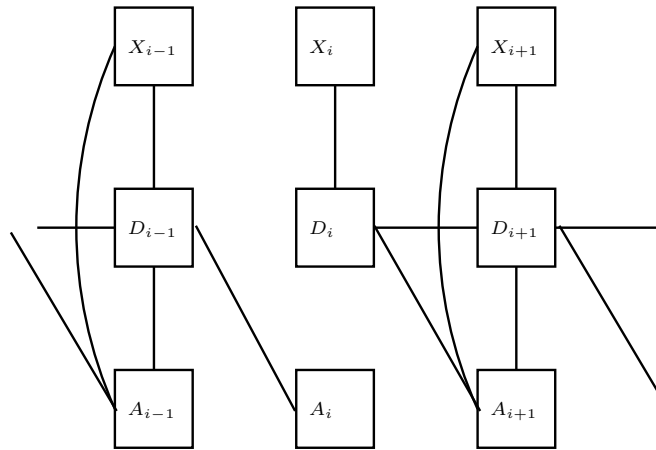 X_{i−1} X_i X_{i+1}
D_{i−1} D_i D_{i+1}
A_{i−1} A_i A_{i+1}